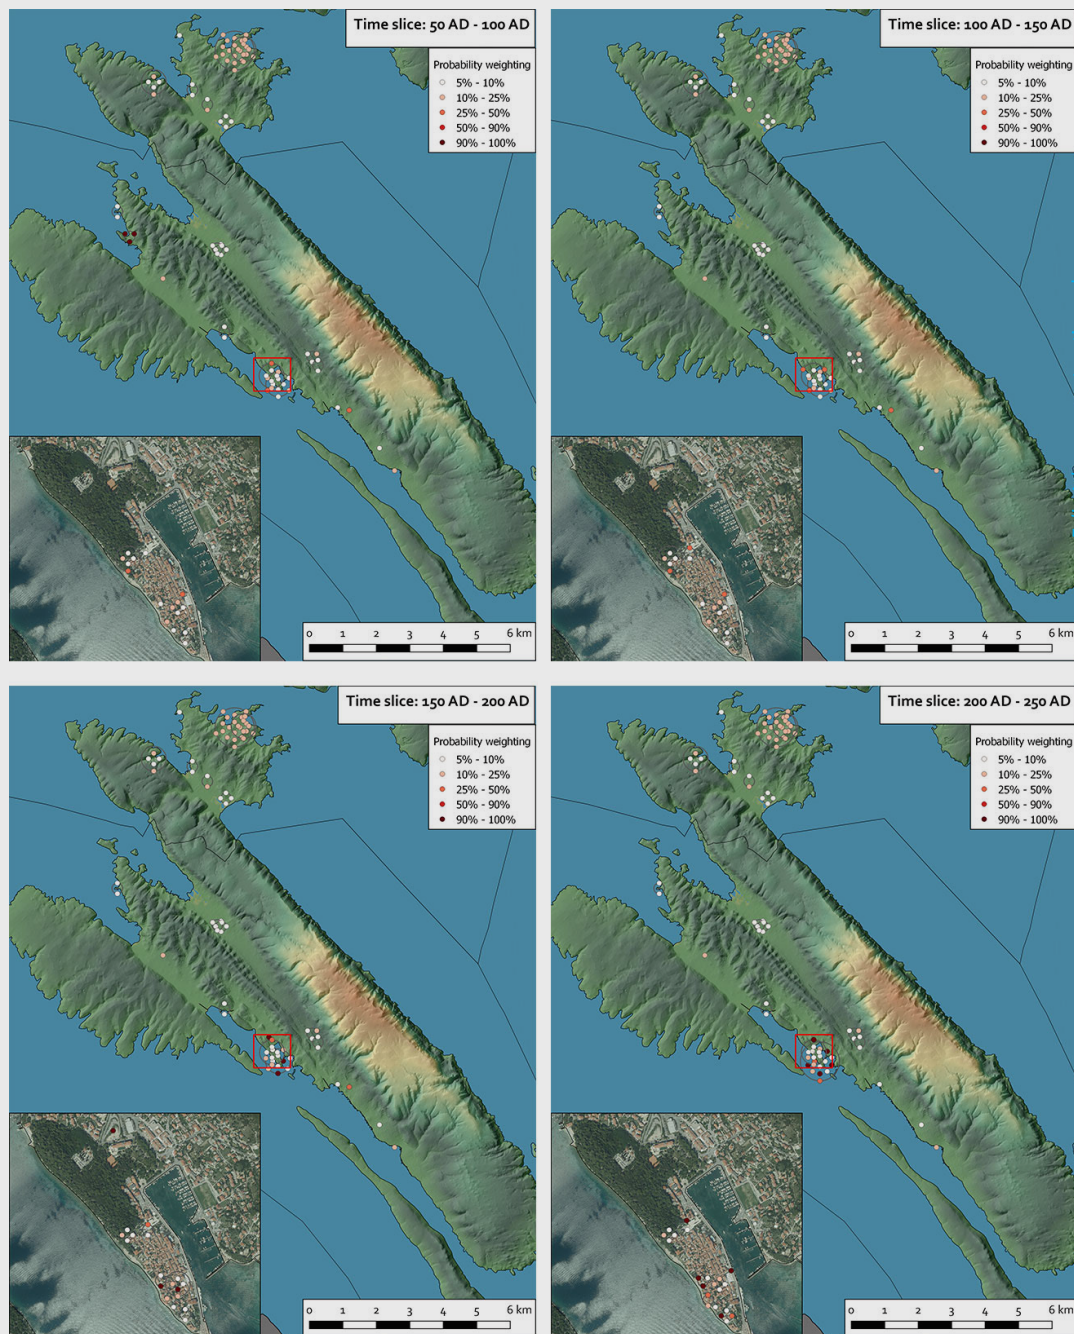 Time slice: 50 AD - 100 AD
Probability weighting
5% - 10%
10% - 25%
25% - 50%
50% - 90%
90% - 100%
0 1 2 3 4 5 6 km
Time slice: 100 AD - 150 AD
Probability weighting
5% - 10%
10% - 25%
25% - 50%
50% - 90%
90% - 100%
0 1 2 3 4 5 6 km
Time slice: 150 AD - 200 AD
Probability weighting
5% - 10%
10% - 25%
25% - 50%
50% - 90%
90% - 100%
0 1 2 3 4 5 6 km
Time slice: 200 AD - 250 AD
Probability weighting
5% - 10%
10% - 25%
25% - 50%
50% - 90%
90% - 100%
0 1 2 3 4 5 6 km